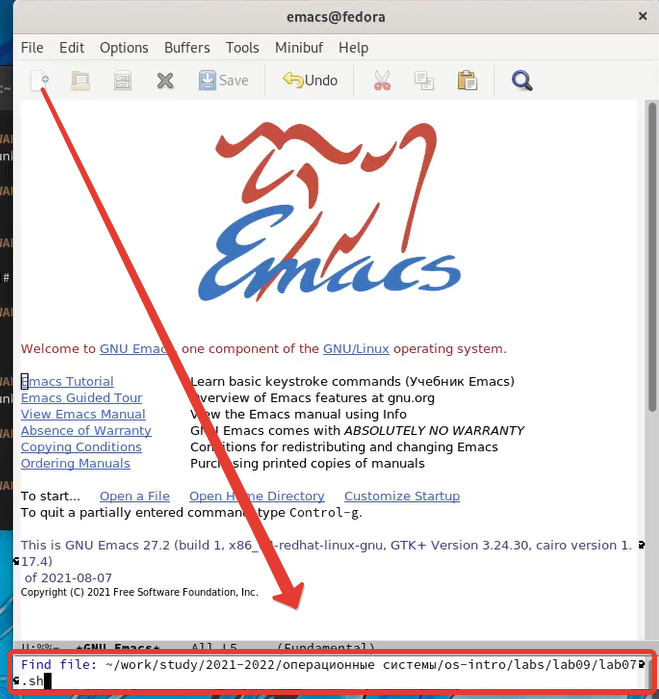 emacs@fedora
File Edit Options Buffers Tools Minibuf Help
Save Undo
Emacs
Welcome to GNU Emacs, one component of the GNU/Linux operating system.
Emacs Tutorial Learn basic keystroke commands (Учебник Emacs)
Emacs Guided Tour Overview of Emacs features at gnu.org
View Emacs Manual View the Emacs manual using Info
Absence of Warranty GNU Emacs comes with ABSOLUTELY NO WARRANTY
Copying Conditions Conditions for redistributing and changing Emacs
Ordering Manuals Purchasing printed copies of manuals
To start... Open a File Open Home Directory Customize Startup
To quit a partially entered command type Control-g.
This is GNU Emacs 27.2 (build 1, x86_64-redhat-linux-gnu, GTK+ Version 3.24.30, cairo version 1.
17.4)
of 2021-08-07
Copyright (C) 2021 Free Software Foundation, Inc.
U:%%- *GNU Emacs* All L5 (Fundamental)
Find file: ~/work/study/2021-2022/операционные системы/os-intro/labs/lab09/lab07
.sh